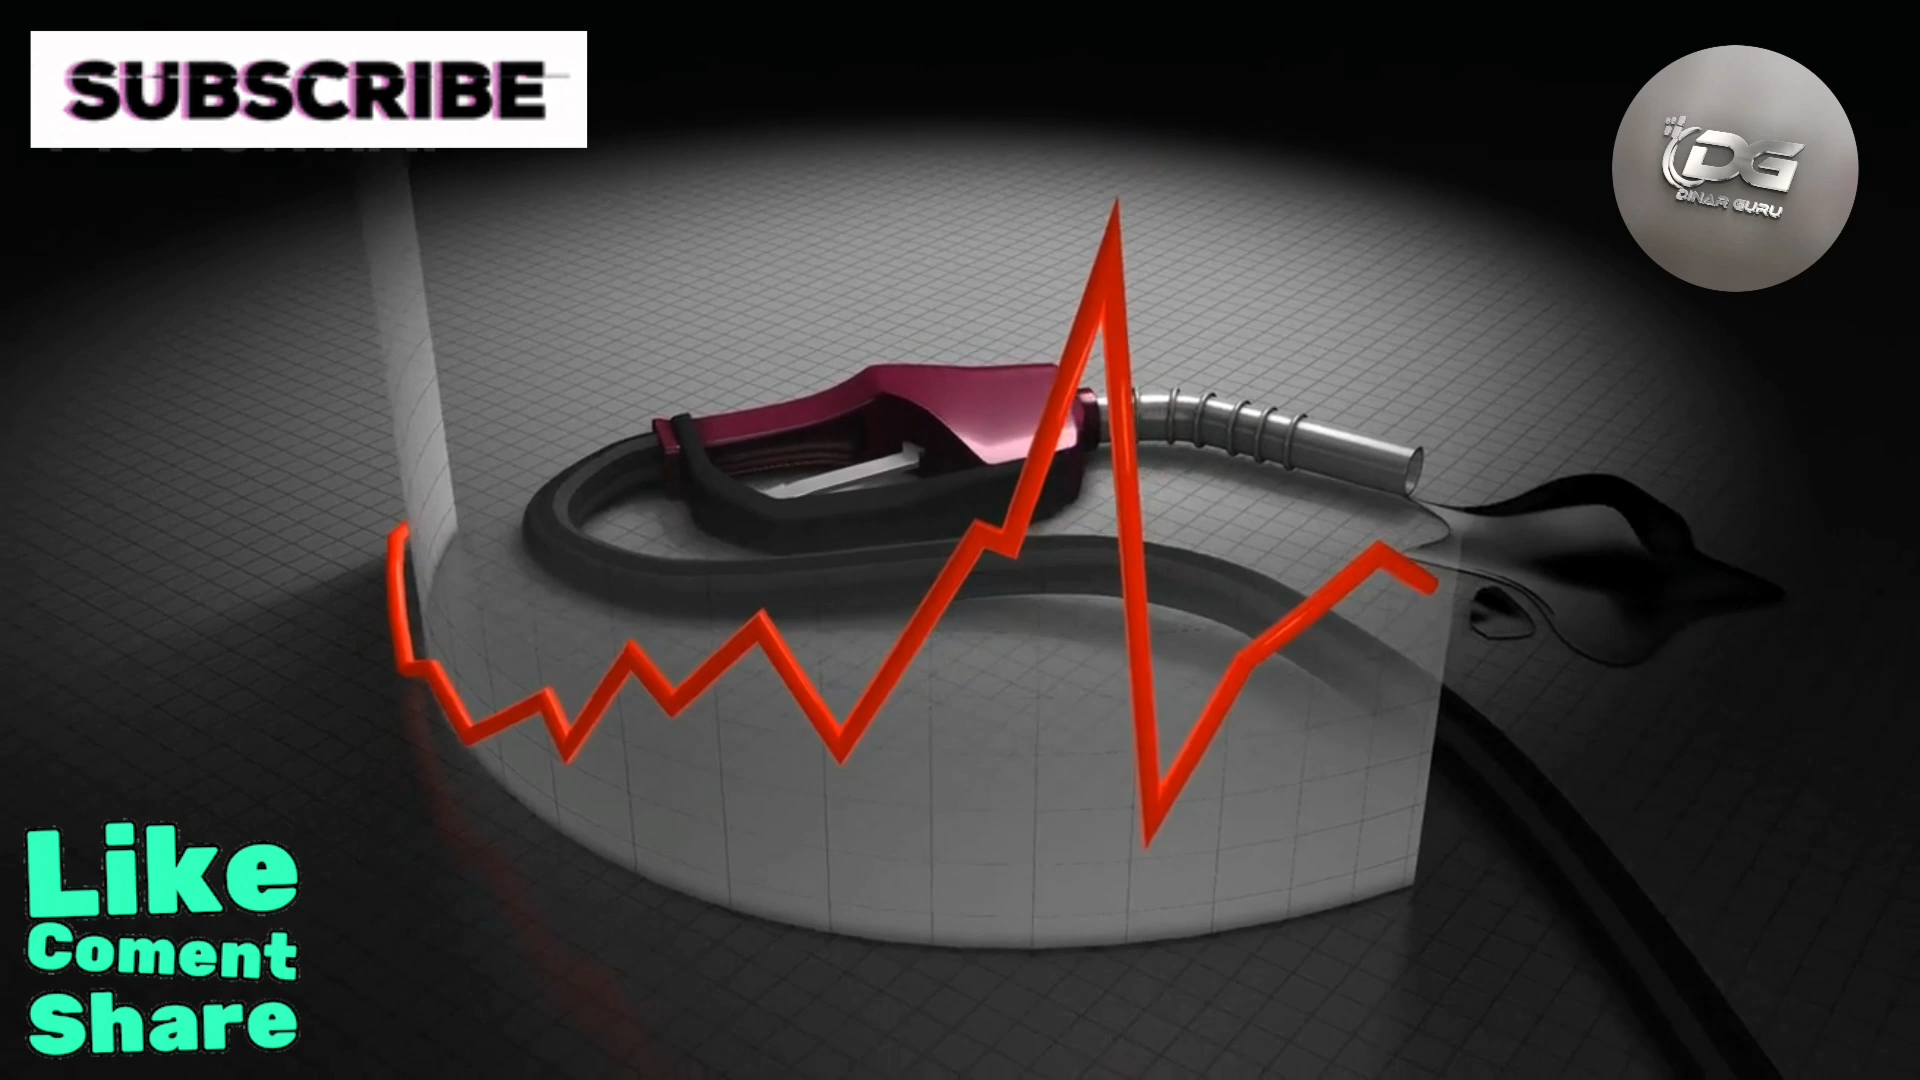 SUBSCRIBE
DG
DINAR GURU
Like
Coment
Share